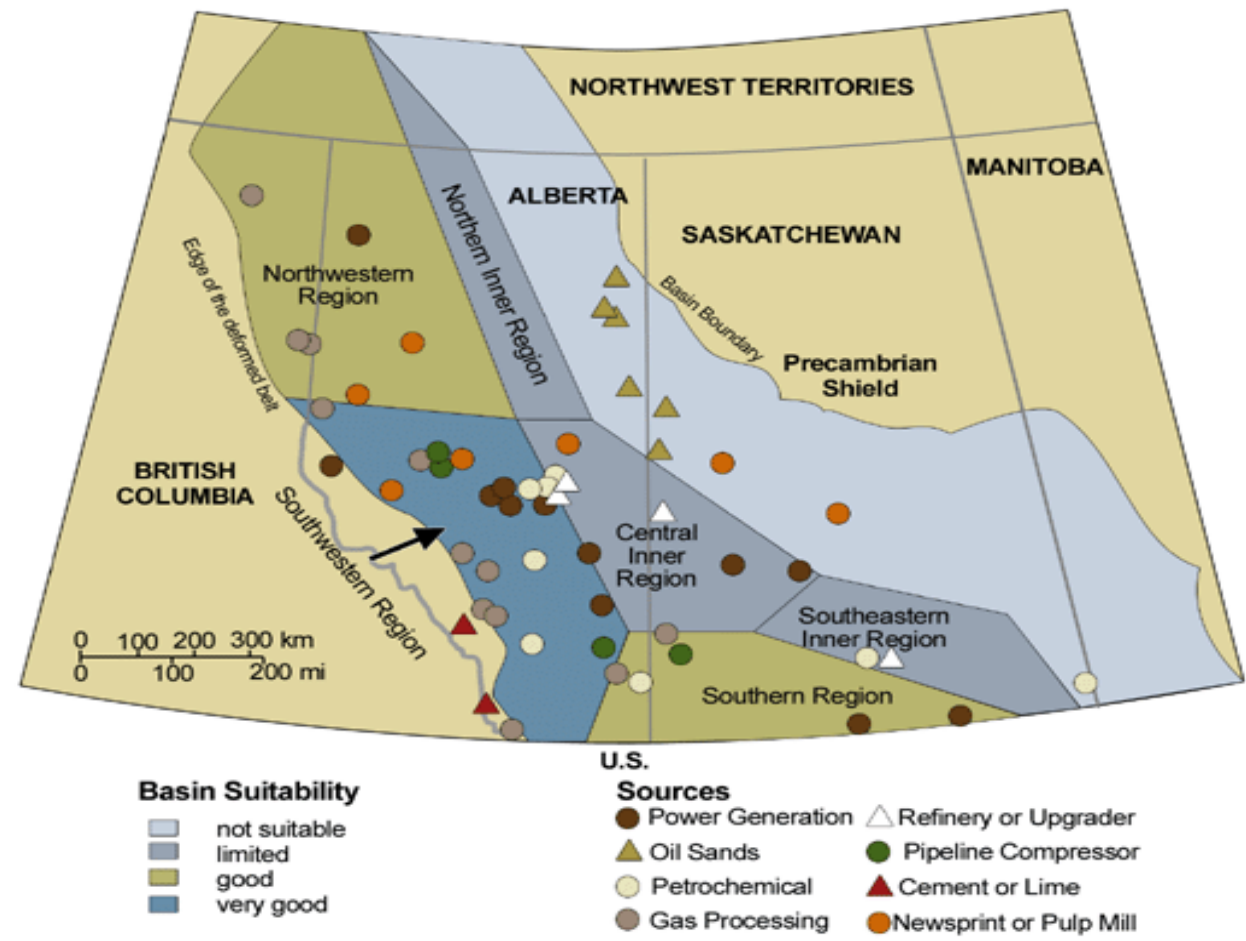 NORTHWEST TERRITORIES
MANITOBA
ALBERTA
SASKATCHEWAN
Northern Inner Region
Northwestern
Region
Edge of the deformed belt
Basin Boundary
Precambrian
Shield
BRITISH
COLUMBIA
Southwestern Region
Central
Inner
Region
Southeastern
Inner Region
Southern Region
0 100 200 300 km
0 100 200 mi
U.S.
Basin Suitability
not suitable
limited
good
very good
Sources
Power Generation
Oil Sands
Petrochemical
Gas Processing
Refinery or Upgrader
Pipeline Compressor
Cement or Lime
Newsprint or Pulp Mill